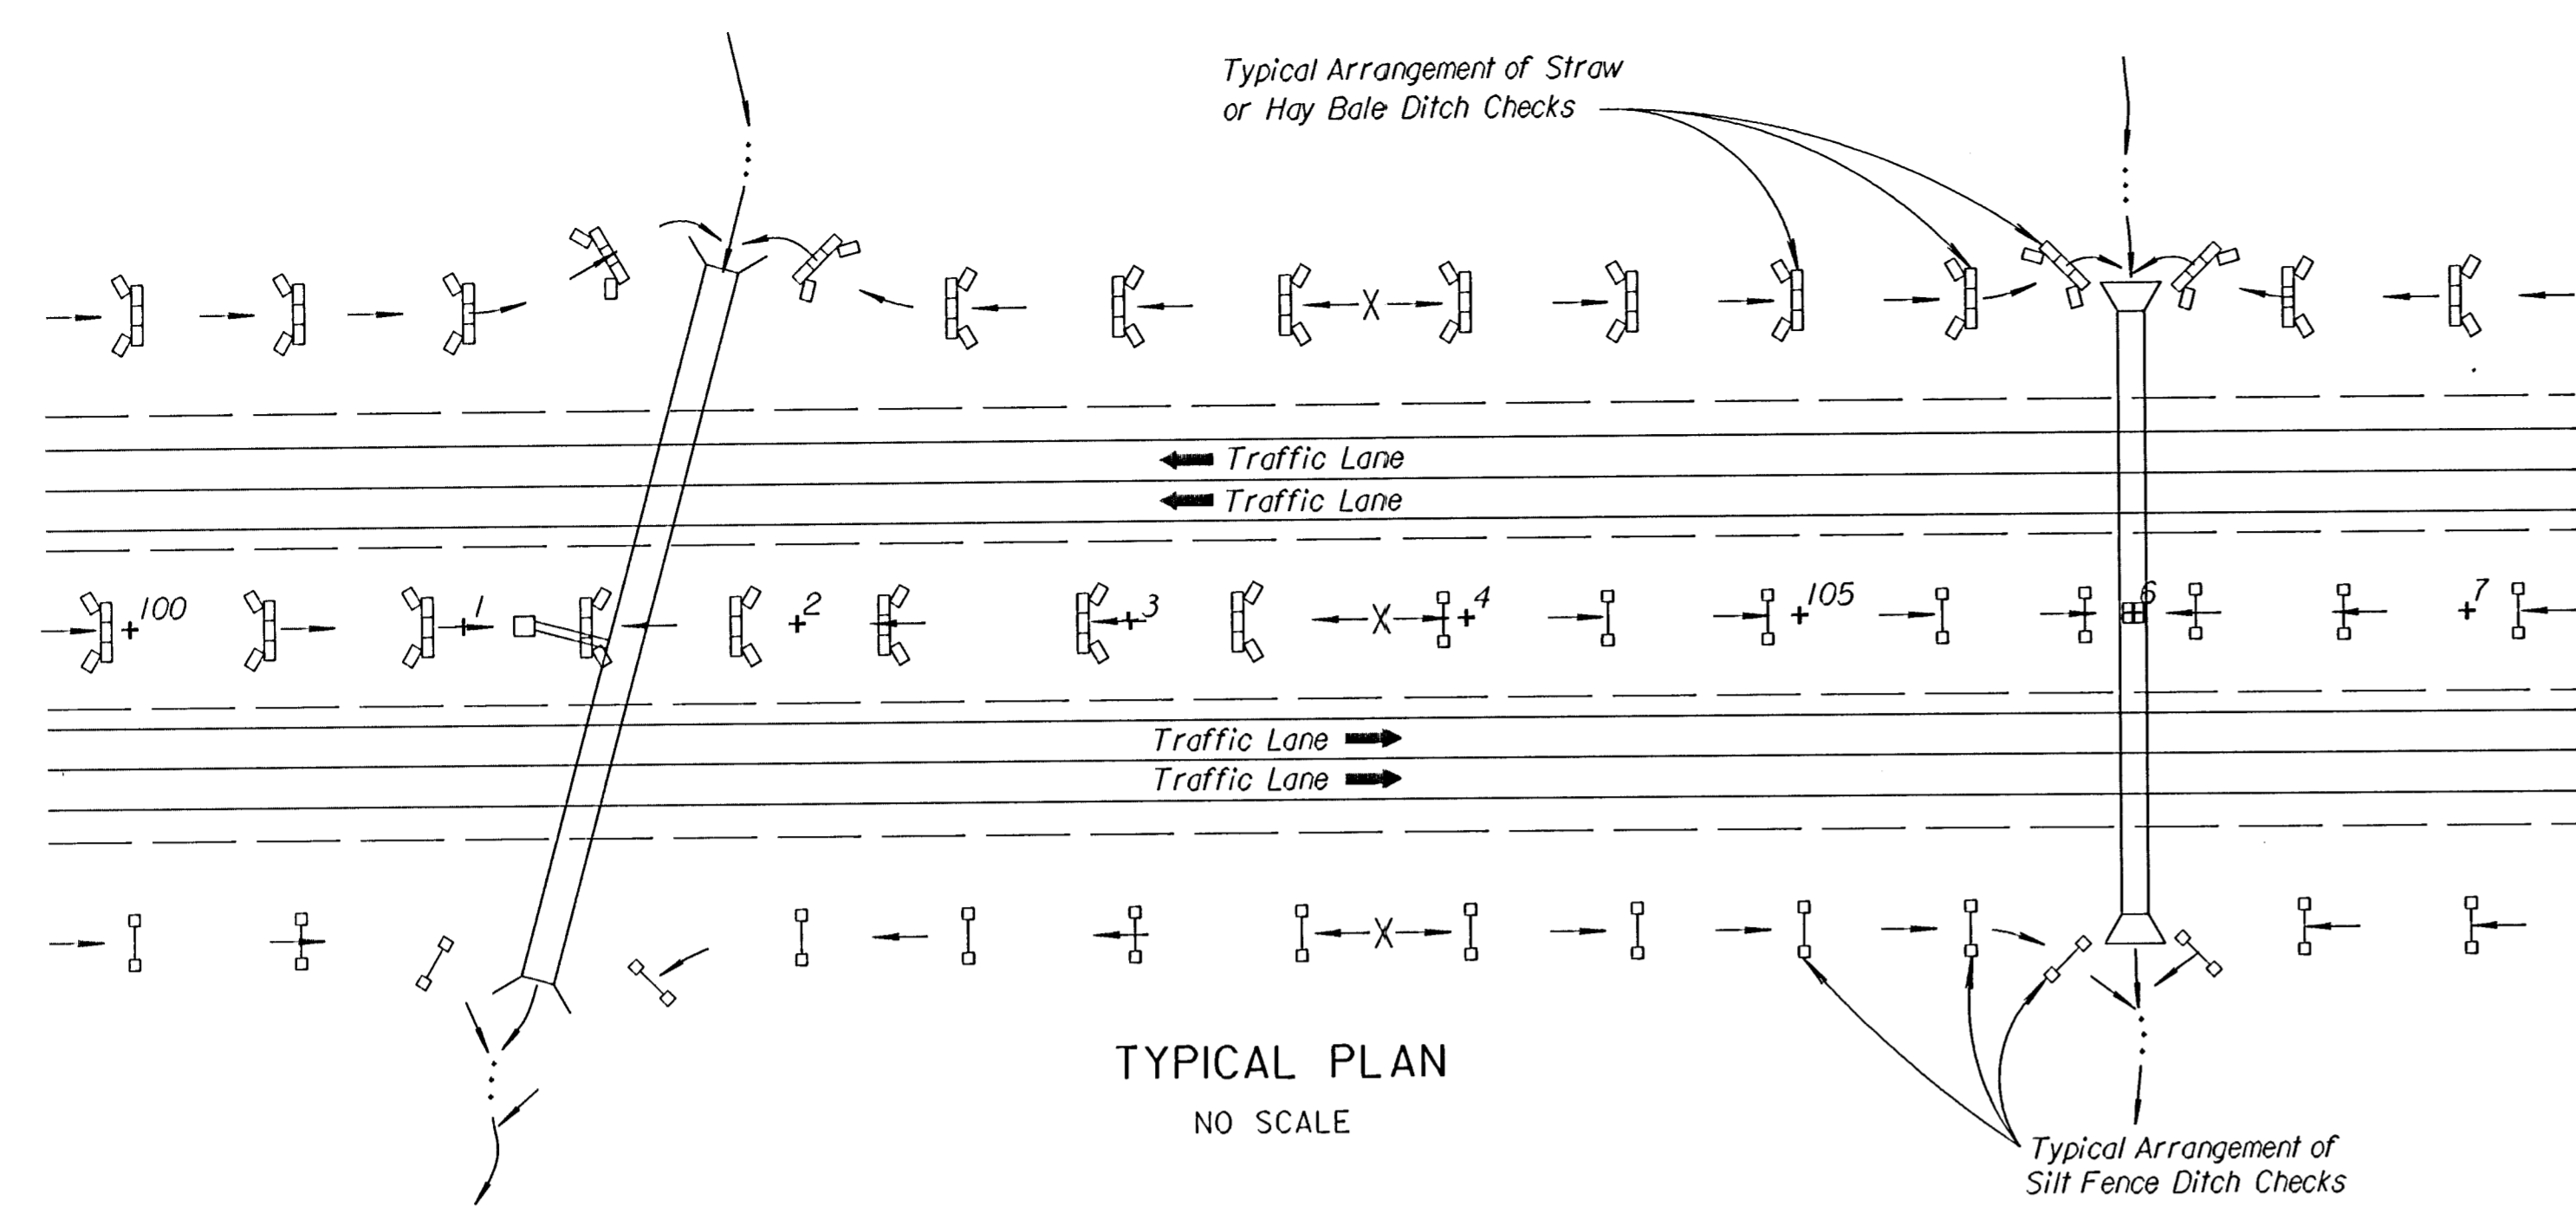 Typical Arrangement of Straw
or Hay Bale Ditch Checks
X
Traffic Lane
Traffic Lane
+100
+1
+2
+3
X
+4
+105
6
+7
Traffic Lane
Traffic Lane
X
TYPICAL PLAN
NO SCALE
Typical Arrangement of
Silt Fence Ditch Checks